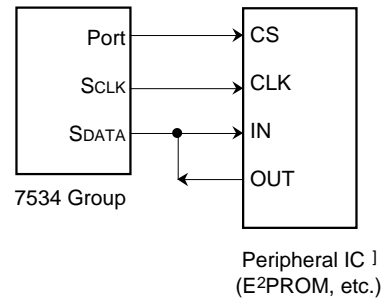 Port
CS
SCLK
CLK
SDATA
IN
OUT
7534 Group
Peripheral IC ]
(E2PROM, etc.)